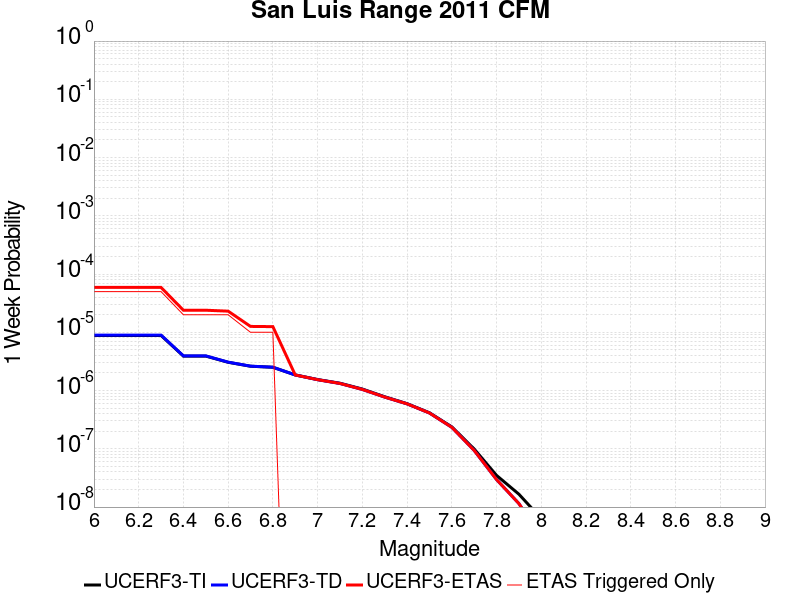 San Luis Range 2011 CFM
10^0
10^-1
10^-2
10^-3
10^-4
10^-5
10^-6
10^-7
10^-8
1 Week Probability
6 6.2 6.4 6.6 6.8 7 7.2 7.4 7.6 7.8 8 8.2 8.4 8.6 8.8 9
Magnitude
UCERF3-TI UCERF3-TD UCERF3-ETAS ETAS Triggered Only